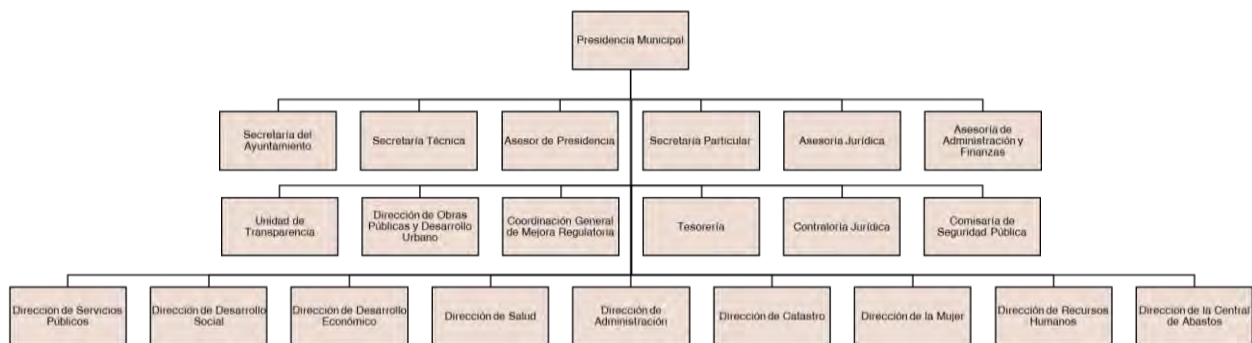 Presidencia Municipal
Secretaría del
Ayuntamiento
Secretaría Técnica
Asesor de Presidencia
Secretaría Particular
Asesoría Jurídica
Asesoría de
Administración y
Finanzas
Unidad de
Transparencia
Dirección de Obras
Públicas y Desarrollo
Urbano
Coordinación General
de Mejora Regulatoria
Tesorería
Contraloría Jurídica
Comisaría de
Seguridad Pública
Dirección de Servicios
Públicos
Dirección de Desarrollo
Social
Dirección de Desarrollo
Económico
Dirección de Salud
Dirección de
Administración
Dirección de Catastro
Dirección de la Mujer
Dirección de Recursos
Humanos
Dirección de la Central
de Abastos